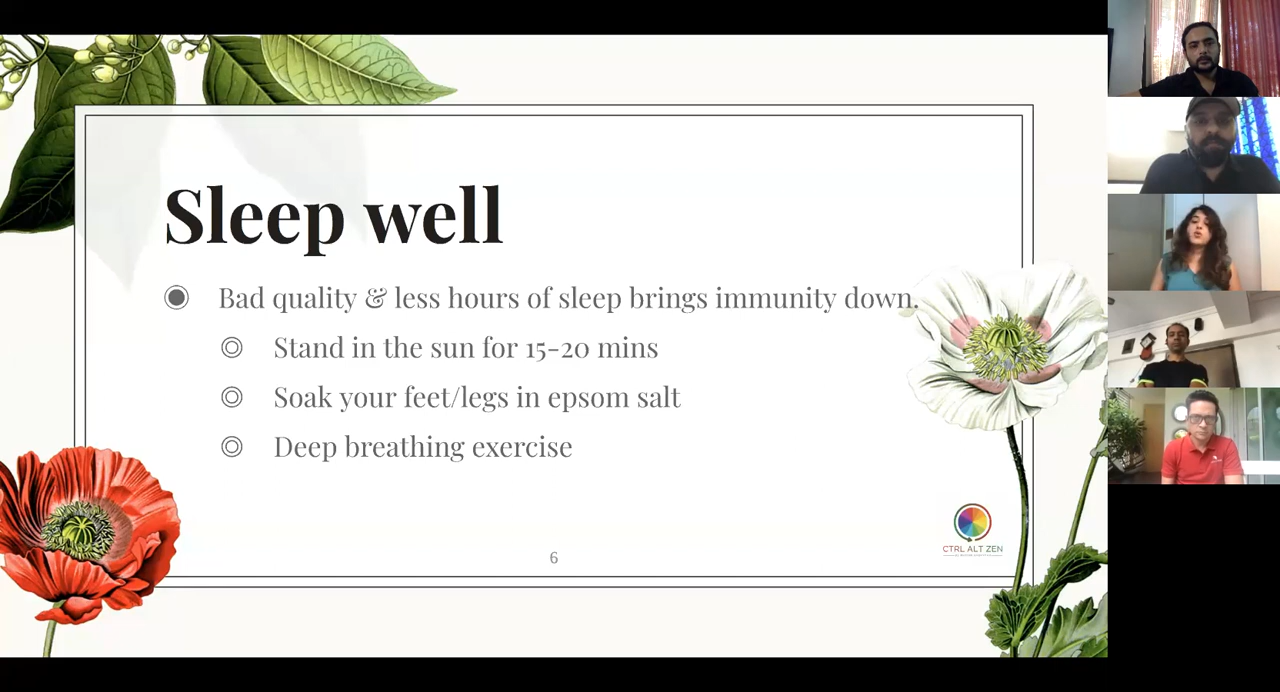 Sleep well
Bad quality & less hours of sleep brings immunity down.
Stand in the sun for 15-20 mins
Soak your feet/legs in epsom salt
Deep breathing exercise
6
CTRL ALT ZEN